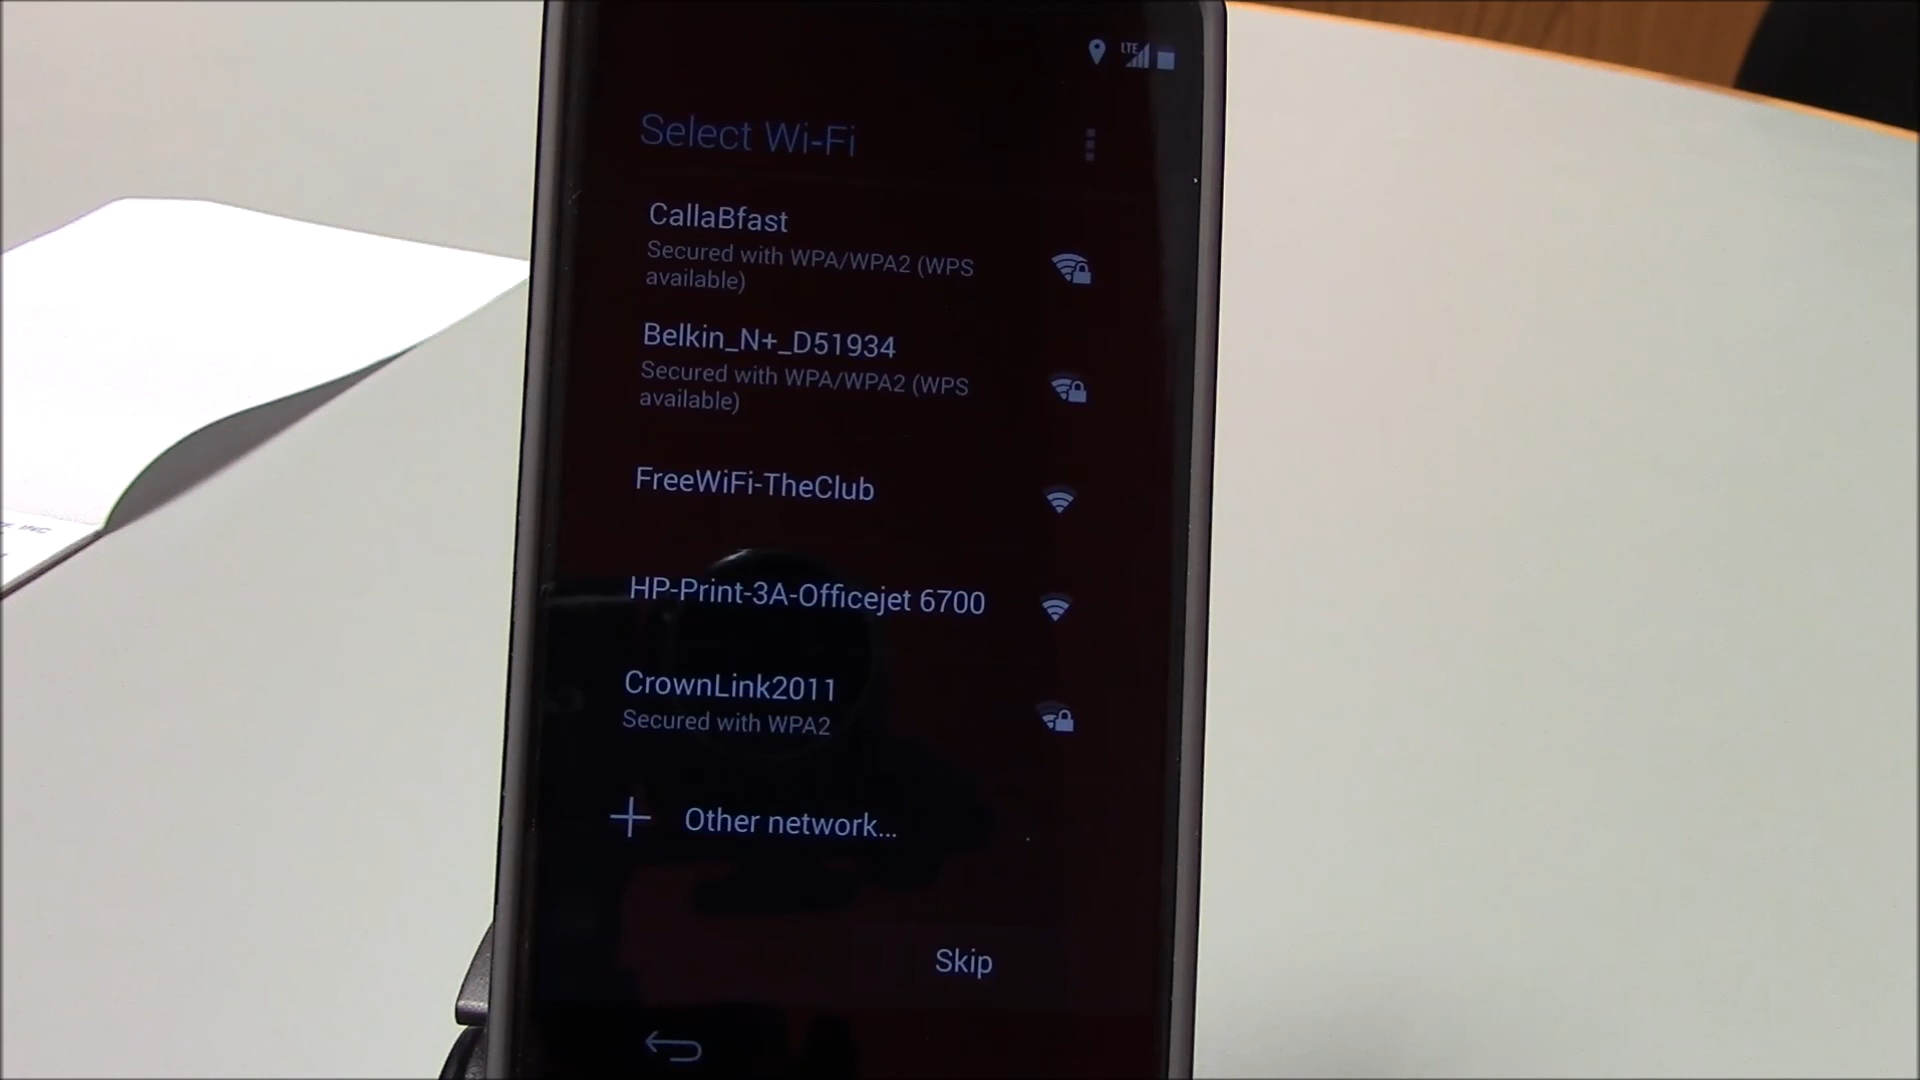 LTE
Select Wi-Fi
CallaBfast
Secured with WPA/WPA2 (WPS
available)
Belkin_N+_D51934
Secured with WPA/WPA2 (WPS
available)
FreeWiFi-TheClub
HP-Print-3A-Officejet 6700
CrownLink2011
Secured with WPA2
Other network...
Skip